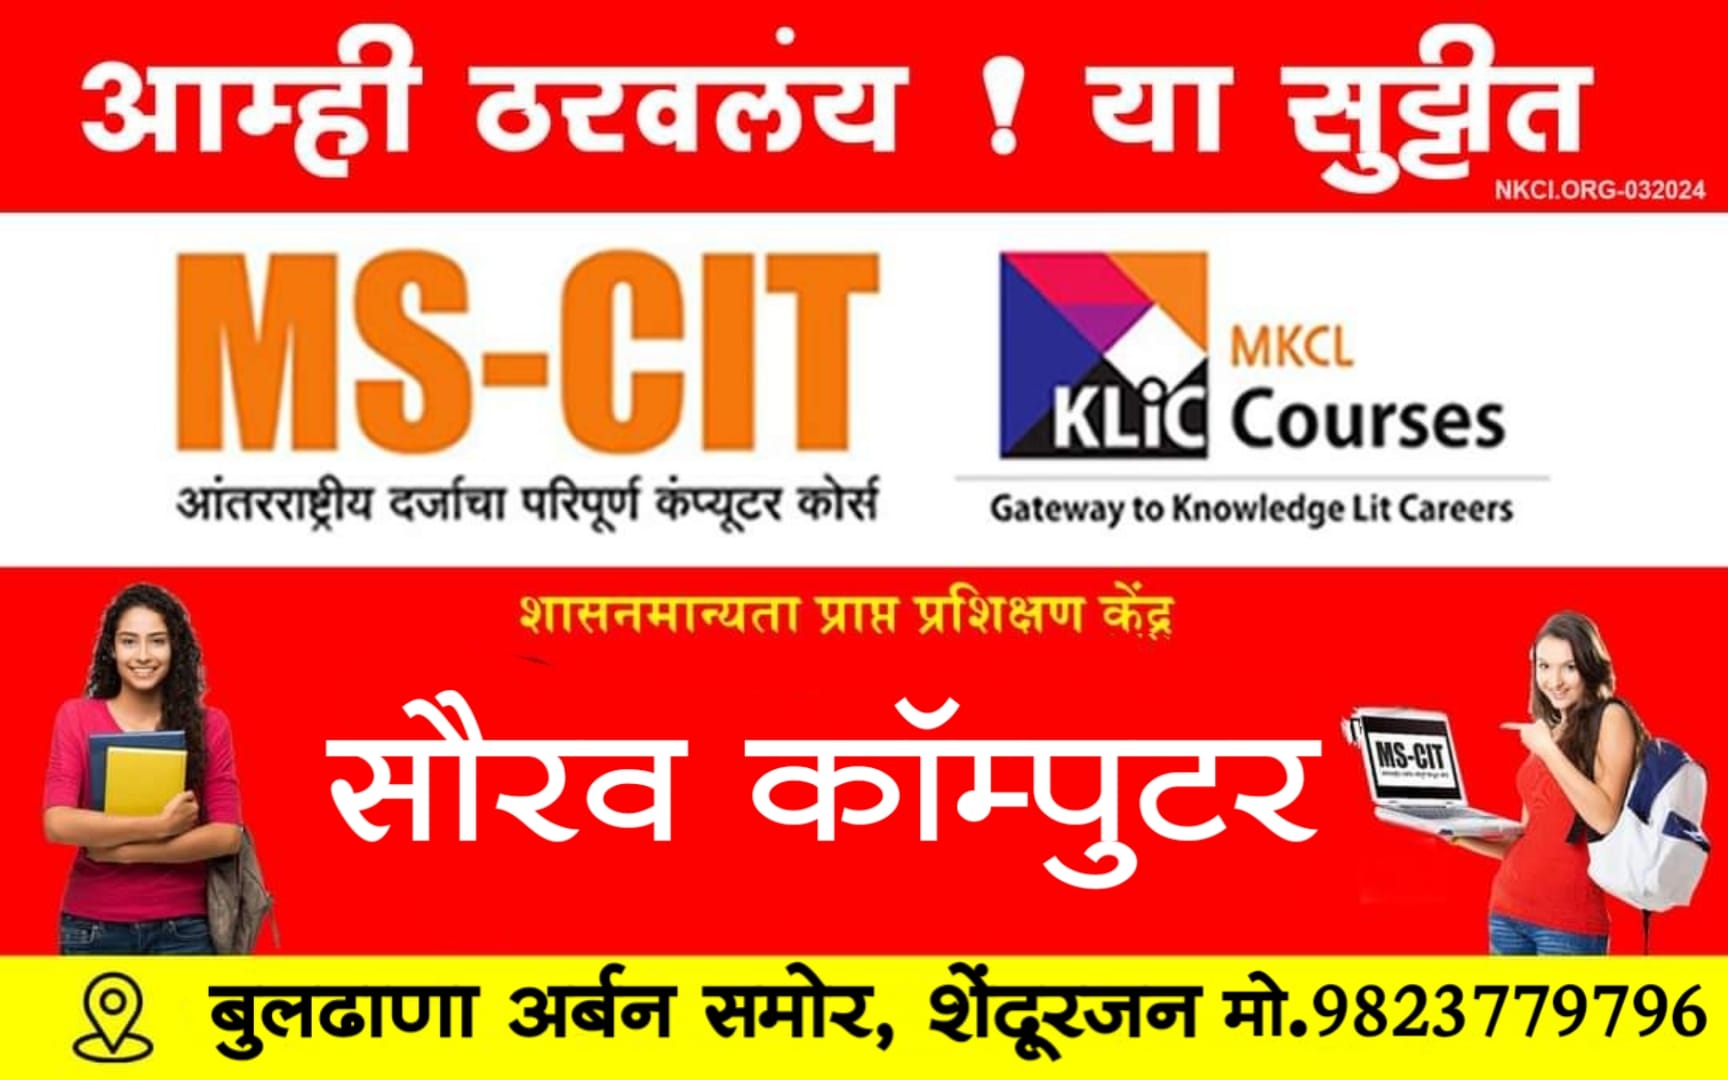 आम्ही ठरवलंय ! या सुट्टीत
NKCI.ORG-032024
MS-CIT
आंतरराष्ट्रीय दर्जाचा परिपूर्ण कंप्यूटर कोर्स
KLiC
MKCL
Courses
Gateway to Knowledge Lit Careers
शासनमान्यता प्राप्त प्रशिक्षण केंद्र
सौरव कॉम्पुटर
MS-CIT
बुलढाणा अर्बन समोर, शेंदूरजन मो.9823779796